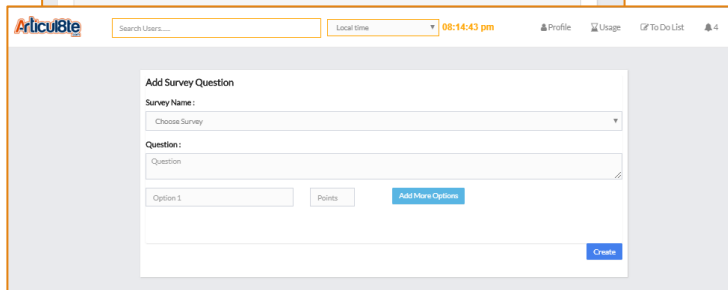 Articul8te
Search Users......
Local time
08:14:43 pm
Profile
Usage
To Do List
4
Add Survey Question
Survey Name :
Choose Survey
Question :
Question
Option 1
Points
Add More Options
Create